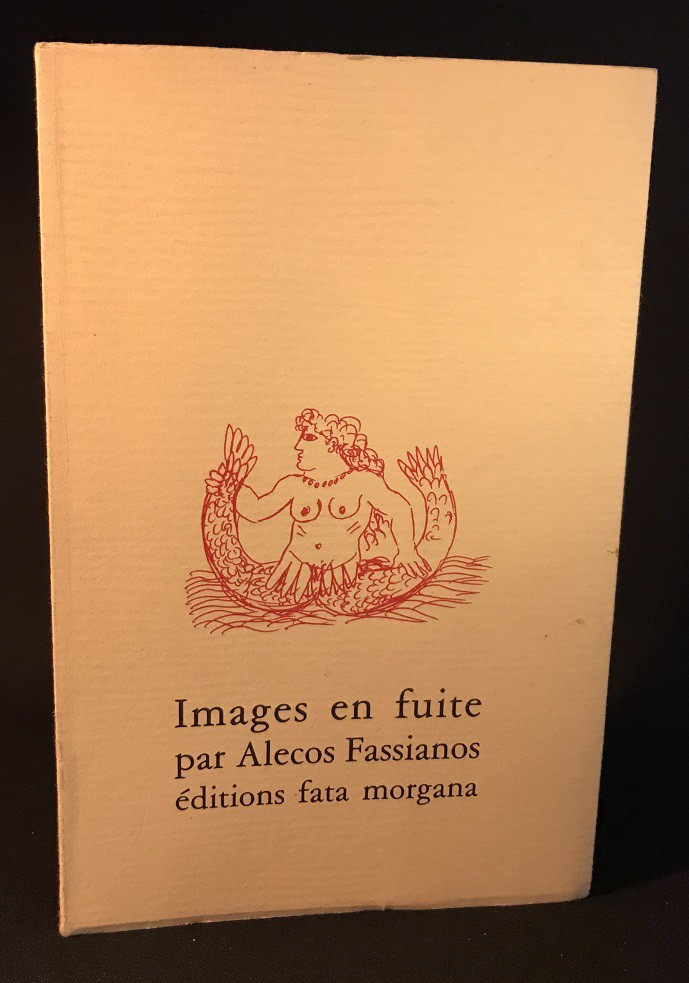 Images en fuite
par Alecos Fassianos
éditions fata morgana